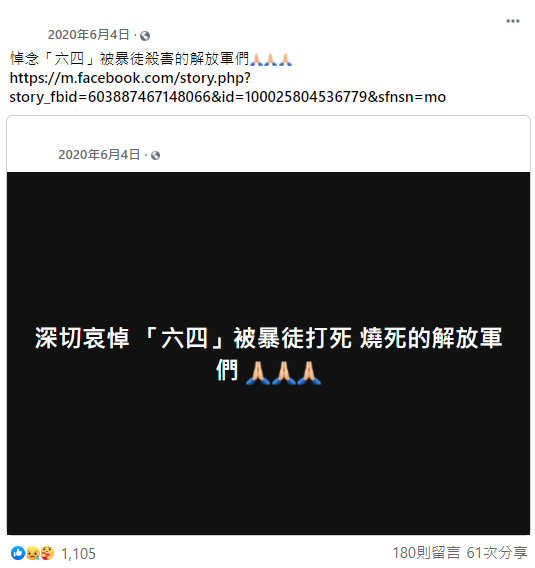 2020年6月4日 ·
悼念「六四」被暴徒殺害的解放軍們🙏🏻🙏🏻🙏🏻
https://m.facebook.com/story.php?
story_fbid=603887467148066&id=100025804536779&sfnsn=mo
2020年6月4日 ·
深切哀悼 「六四」被暴徒打死 燒死的解放軍
們 🙏🏻🙏🏻🙏🏻
1,105
180則留言 61次分享